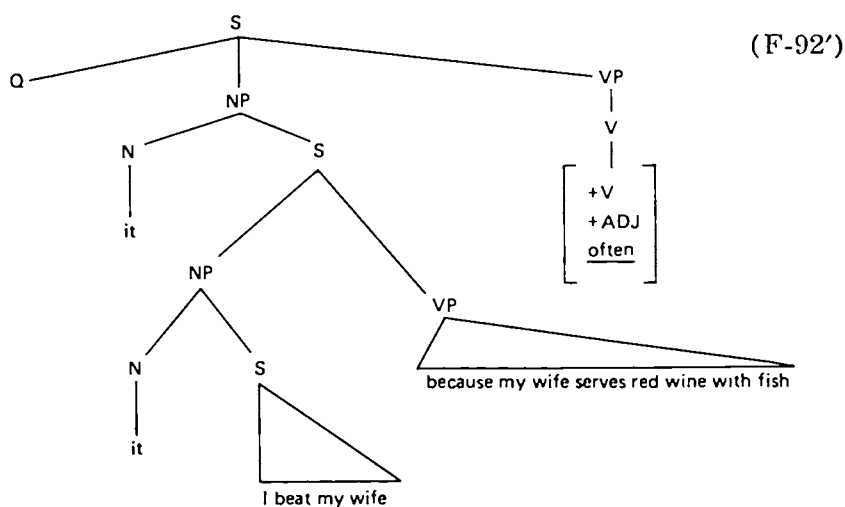 S
(F-92′)
Q
VP
NP
V
N
S
+V
+ADJ
it
often
NP
VP
N
S
because my wife serves red wine with fish
it
I beat my wife